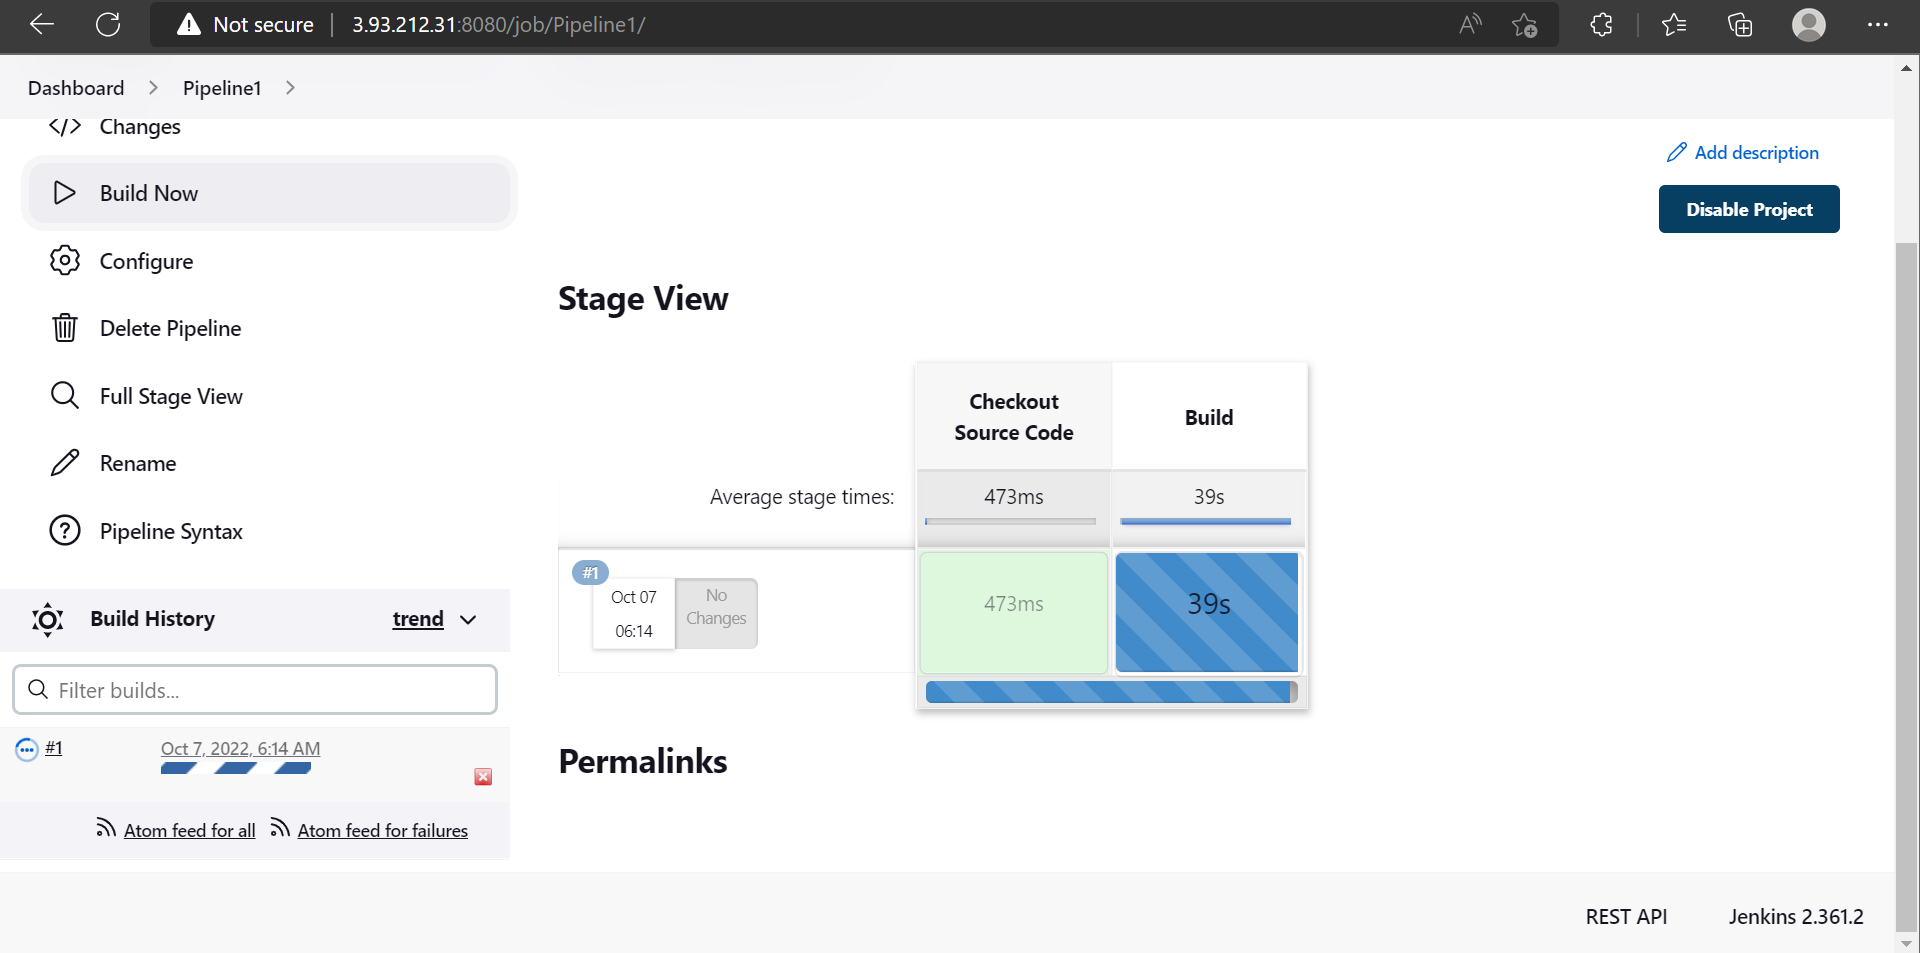 Not secure
3.93.212.31:8080/job/Pipeline1/
Dashboard
Pipeline1
Changes
Build Now
Configure
Delete Pipeline
Full Stage View
Rename
Pipeline Syntax
Build History
trend
Filter builds...
#1
Oct 7, 2022, 6:14 AM
Atom feed for all
Atom feed for failures
Add description
Disable Project
Stage View
Checkout
Source Code
Build
Average stage times:
473ms
39s
#1
Oct 07
06:14
No
Changes
473ms
39s
Permalinks
REST API
Jenkins 2.361.2